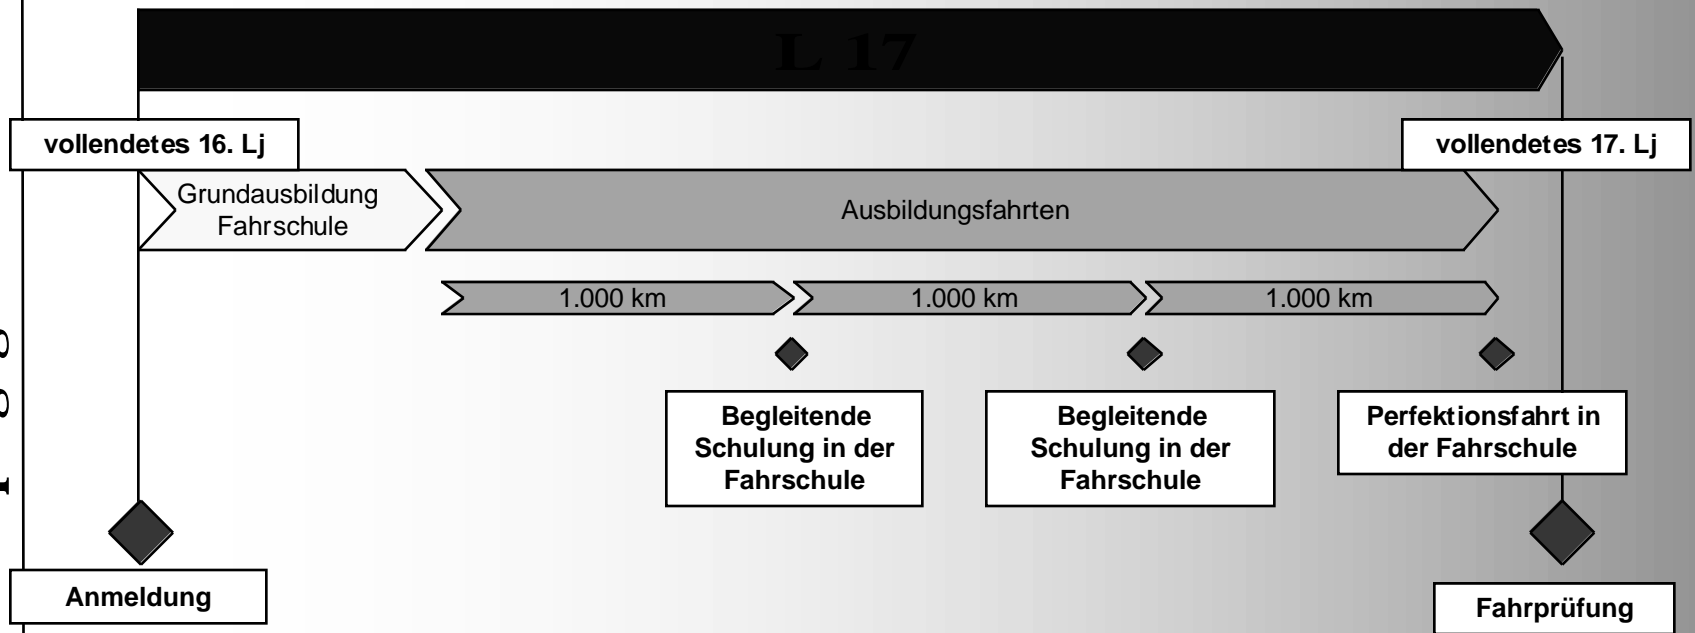 L 17
vollendetes 16. Lj
vollendetes 17. Lj
Grundausbildung
Fahrschule
Ausbildungsfahrten
1.000 km
1.000 km
1.000 km
Begleitende
Schulung in der
Fahrschule
Begleitende
Schulung in der
Fahrschule
Perfektionsfahrt in
der Fahrschule
Anmeldung
Fahrprüfung